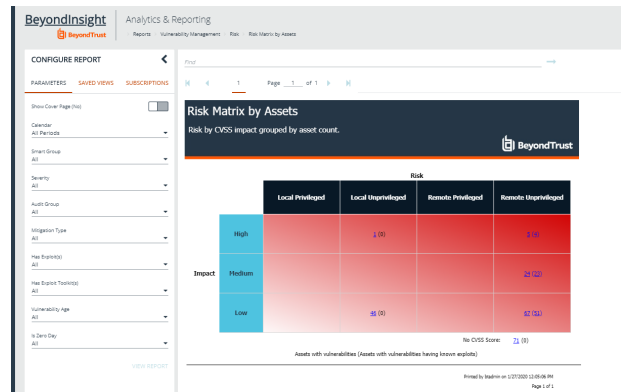 BeyondInsight
BeyondTrust
Analytics & Reporting
Reports Vulnerability Management Risk Risk Matrix by Assets
CONFIGURE REPORT
PARAMETERS SAVED VIEWS SUBSCRIPTIONS
Show Cover Page (No)
Calendar
All Periods
Smart Group
All
Severity
All
Audit Group
All
Mitigation Type
All
Has Exploit(s)
All
Has Exploit Toolkit(s)
All
Vulnerability Age
All
Is Zero Day
All
VIEW REPORT
Find
1 Page 1 of 1
Risk Matrix by Assets
Risk by CVSS impact grouped by asset count.
BeyondTrust
Risk
Local Privileged Local Unprivileged Remote Privileged Remote Unprivileged
High 1 (0)
Impact Medium 24 (22)
Low 46 (0) 67 (51)
No CVSS Score: 71 (0)
Assets with vulnerabilities (Assets with vulnerabilities having known exploits)
Printed by btadmin on 1/27/2020 12:05:06 PM
Page 1 of 1